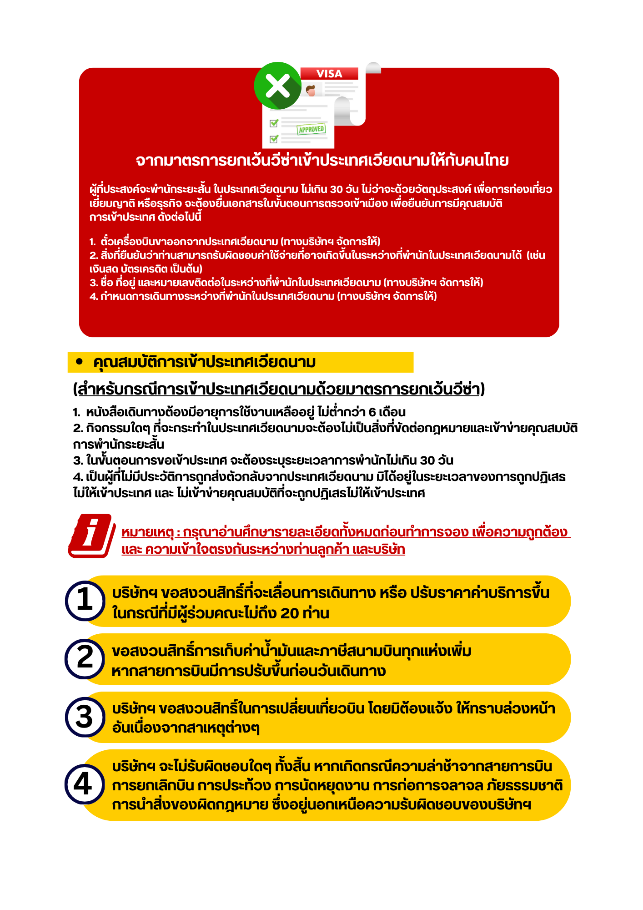 VISA
APPROVED
จากมาตรการยกเว้นวีซ่าเข้าประเทศเวียดนามให้กับคนไทย
ผู้ที่ประสงค์จะพำนักระยะสั้น ในประเทศเวียดนาม ไม่เกิน 30 วัน ไม่ว่าจะด้วยวัตถุประสงค์ เพื่อการท่องเที่ยว
เยี่ยมญาติ หรือธุรกิจ จะต้องยื่นเอกสารในขั้นตอนการตรวจเข้าเมือง เพื่อยืนยันการมีคุณสมบัติ
การเข้าประเทศ ดังต่อไปนี้
1. ตั๋วเครื่องบินขาออกจากประเทศเวียดนาม (ทางบริษัทฯ จัดการให้)
2. สิ่งที่ยืนยันว่าท่านสามารถรับผิดชอบค่าใช้จ่ายที่อาจเกิดขึ้นในระหว่างที่พำนักในประเทศเวียดนามได้ (เช่น
เงินสด บัตรเครดิต เป็นต้น)
3. ชื่อ ที่อยู่ และหมายเลขติดต่อในระหว่างที่พำนักในประเทศเวียดนาม (ทางบริษัทฯ จัดการให้)
4. กำหนดการเดินทางระหว่างที่พำนักในประเทศเวียดนาม (ทางบริษัทฯ จัดการให้)
• คุณสมบัติการเข้าประเทศเวียดนาม
(สำหรับกรณีการเข้าประเทศเวียดนามด้วยมาตรการยกเว้นวีซ่า)
1. หนังสือเดินทางต้องมีอายุการใช้งานเหลืออยู่ ไม่ต่ำกว่า 6 เดือน
2. กิจกรรมใดๆ ที่จะกระทำในประเทศเวียดนามจะต้องไม่เป็นสิ่งที่ขัดต่อกฎหมายและเข้าข่ายคุณสมบัติ
การพำนักระยะสั้น
3. ในขั้นตอนการขอเข้าประเทศ จะต้องระบุระยะเวลาการพำนักไม่เกิน 30 วัน
4. เป็นผู้ที่ไม่มีประวัติการถูกส่งตัวกลับจากประเทศเวียดนาม มิได้อยู่ในระยะเวลาของการถูกปฏิเสธ
ไม่ให้เข้าประเทศ และ ไม่เข้าข่ายคุณสมบัติที่จะถูกปฏิเสธไม่ให้เข้าประเทศ
หมายเหตุ : กรุณาอ่านศึกษารายละเอียดทั้งหมดก่อนทำการจอง เพื่อความถูกต้อง
และ ความเข้าใจตรงกันระหว่างท่านลูกค้า และบริษัท
1 บริษัทฯ ขอสงวนสิทธิ์ที่จะเลื่อนการเดินทาง หรือ ปรับราคาค่าบริการขึ้น
ในกรณีที่มีผู้ร่วมคณะไม่ถึง 20 ท่าน
2 ขอสงวนสิทธิ์การเก็บค่าน้ำมันและภาษีสนามบินทุกแห่งเพิ่ม
หากสายการบินมีการปรับขึ้นก่อนวันเดินทาง
3 บริษัทฯ ขอสงวนสิทธิ์ในการเปลี่ยนเที่ยวบิน โดยมิต้องแจ้ง ให้ทราบล่วงหน้า
อันเนื่องจากสาเหตุต่างๆ
4 บริษัทฯ จะไม่รับผิดชอบใดๆ ทั้งสิ้น หากเกิดกรณีความล่าช้าจากสายการบิน
การยกเลิกบิน การประท้วง การนัดหยุดงาน การก่อการจลาจล ภัยธรรมชาติ
การนำสิ่งของผิดกฎหมาย ซึ่งอยู่นอกเหนือความรับผิดชอบของบริษัทฯ